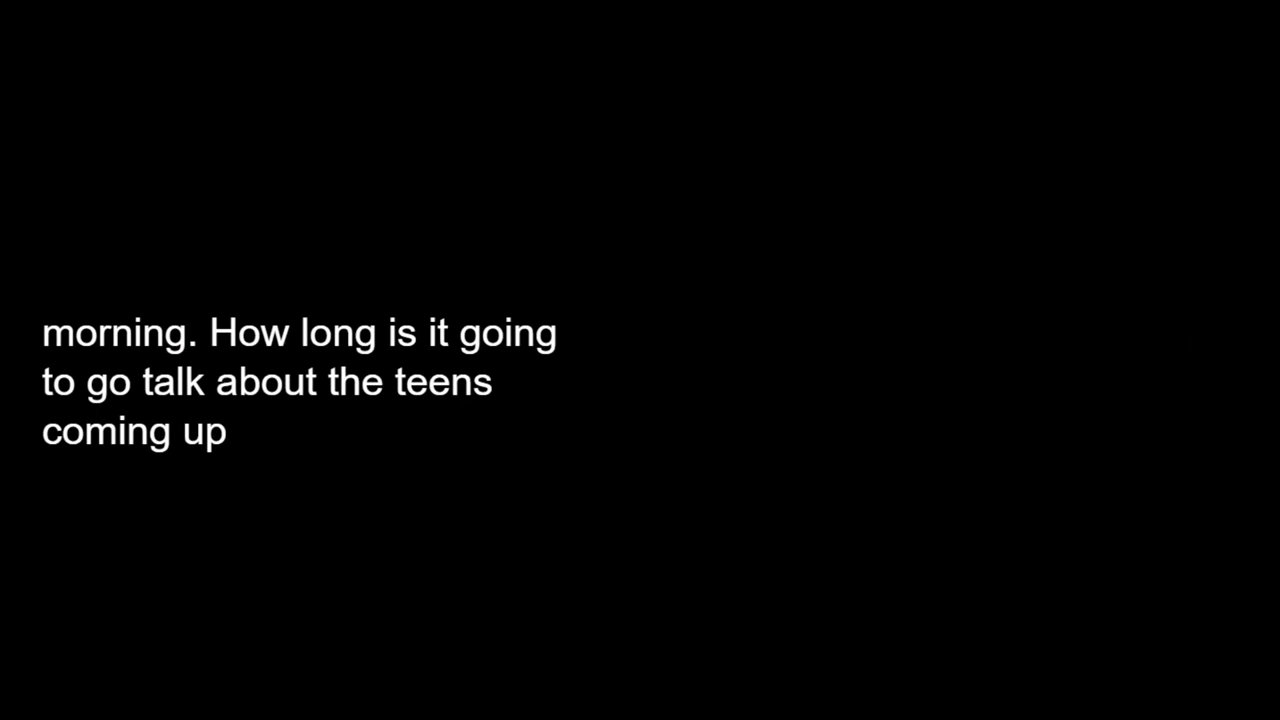 morning. How long is it going
to go talk about the teens
coming up